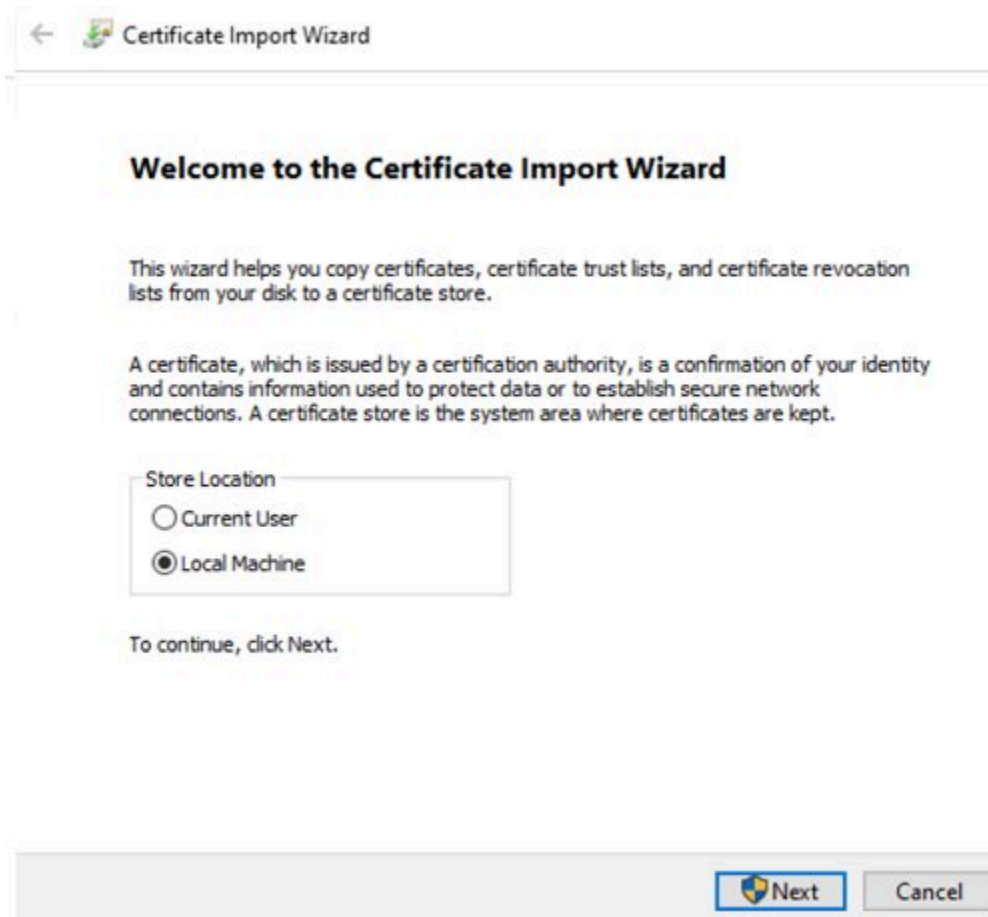 Certificate Import Wizard
Welcome to the Certificate Import Wizard
This wizard helps you copy certificates, certificate trust lists, and certificate revocation
lists from your disk to a certificate store.
A certificate, which is issued by a certification authority, is a confirmation of your identity
and contains information used to protect data or to establish secure network
connections. A certificate store is the system area where certificates are kept.
Store Location
Current User
Local Machine
To continue, click Next.
Next
Cancel